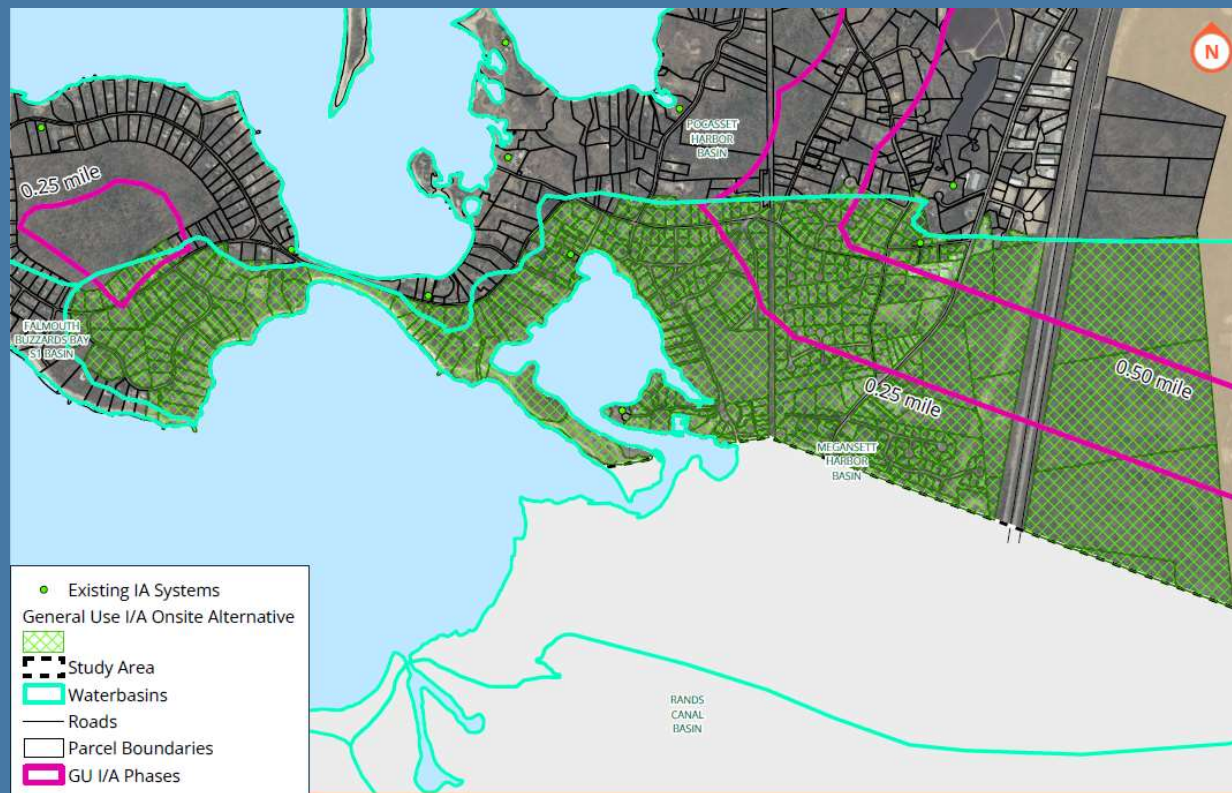 N
POCASSET
HARBOR
BASIN
0.25 mile
FALMOUTH
BUZZARDS BAY
S1 BASIN
0.50 mile
0.25 mile
MEGANSETT
HARBOR
BASIN
RANDS
CANAL
BASIN
Existing IA Systems
General Use I/A Onsite Alternative
Study Area
Waterbasins
Roads
Parcel Boundaries
GU I/A Phases